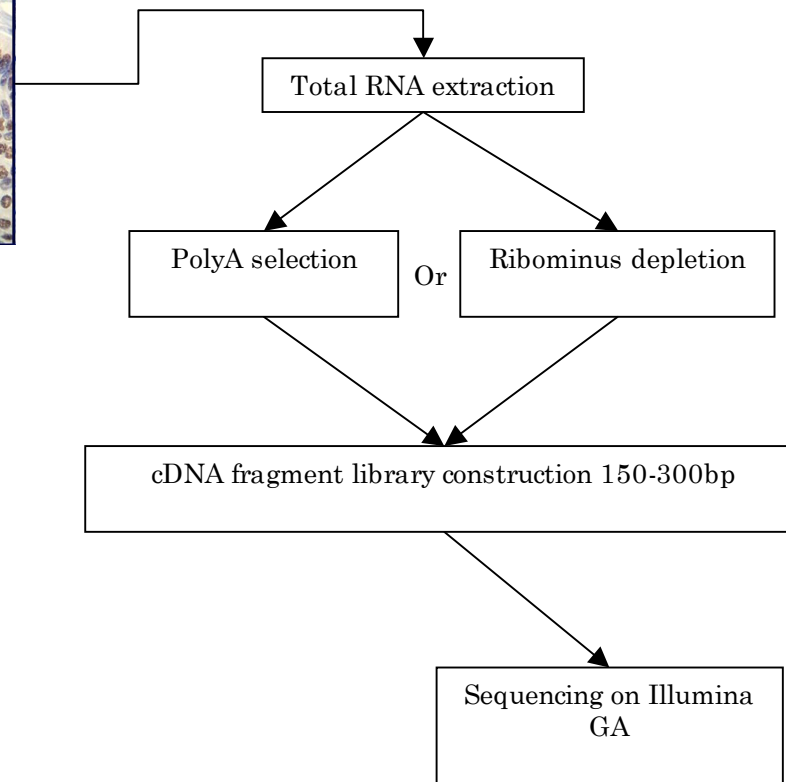 Total RNA extraction
PolyA selection
Or
Ribominus depletion
cDNA fragment library construction 150-300bp
Sequencing on Illumina
GA